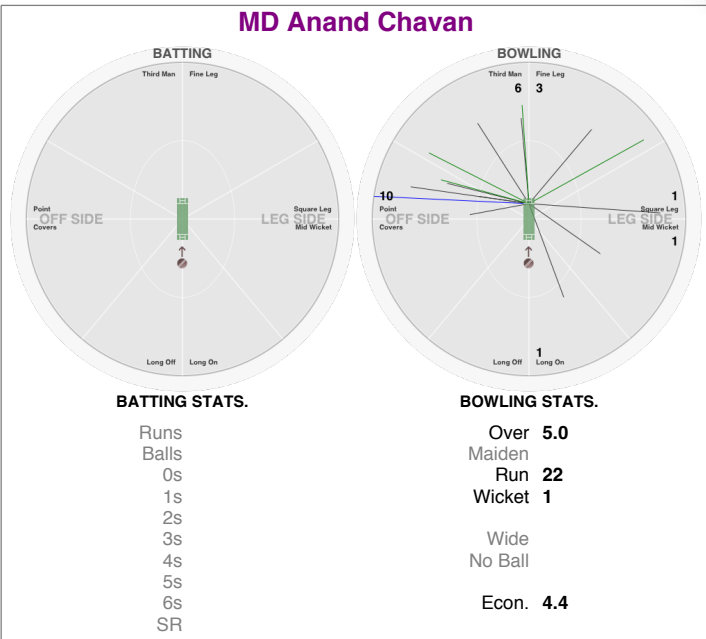 MD Anand Chavan
BATTING
Third Man Fine Leg
Point Square Leg
OFF SIDE LEG SIDE
Covers Mid Wicket
Long Off Long On
BATTING STATS.
Runs
Balls
0s
1s
2s
3s
4s
5s
6s
SR
BOWLING
Third Man Fine Leg
6 3
10 1
Point Square Leg
OFF SIDE LEG SIDE
Covers Mid Wicket
1
1
Long Off Long On
BOWLING STATS.
Over 5.0
Maiden
Run 22
Wicket 1
Wide
No Ball
Econ. 4.4